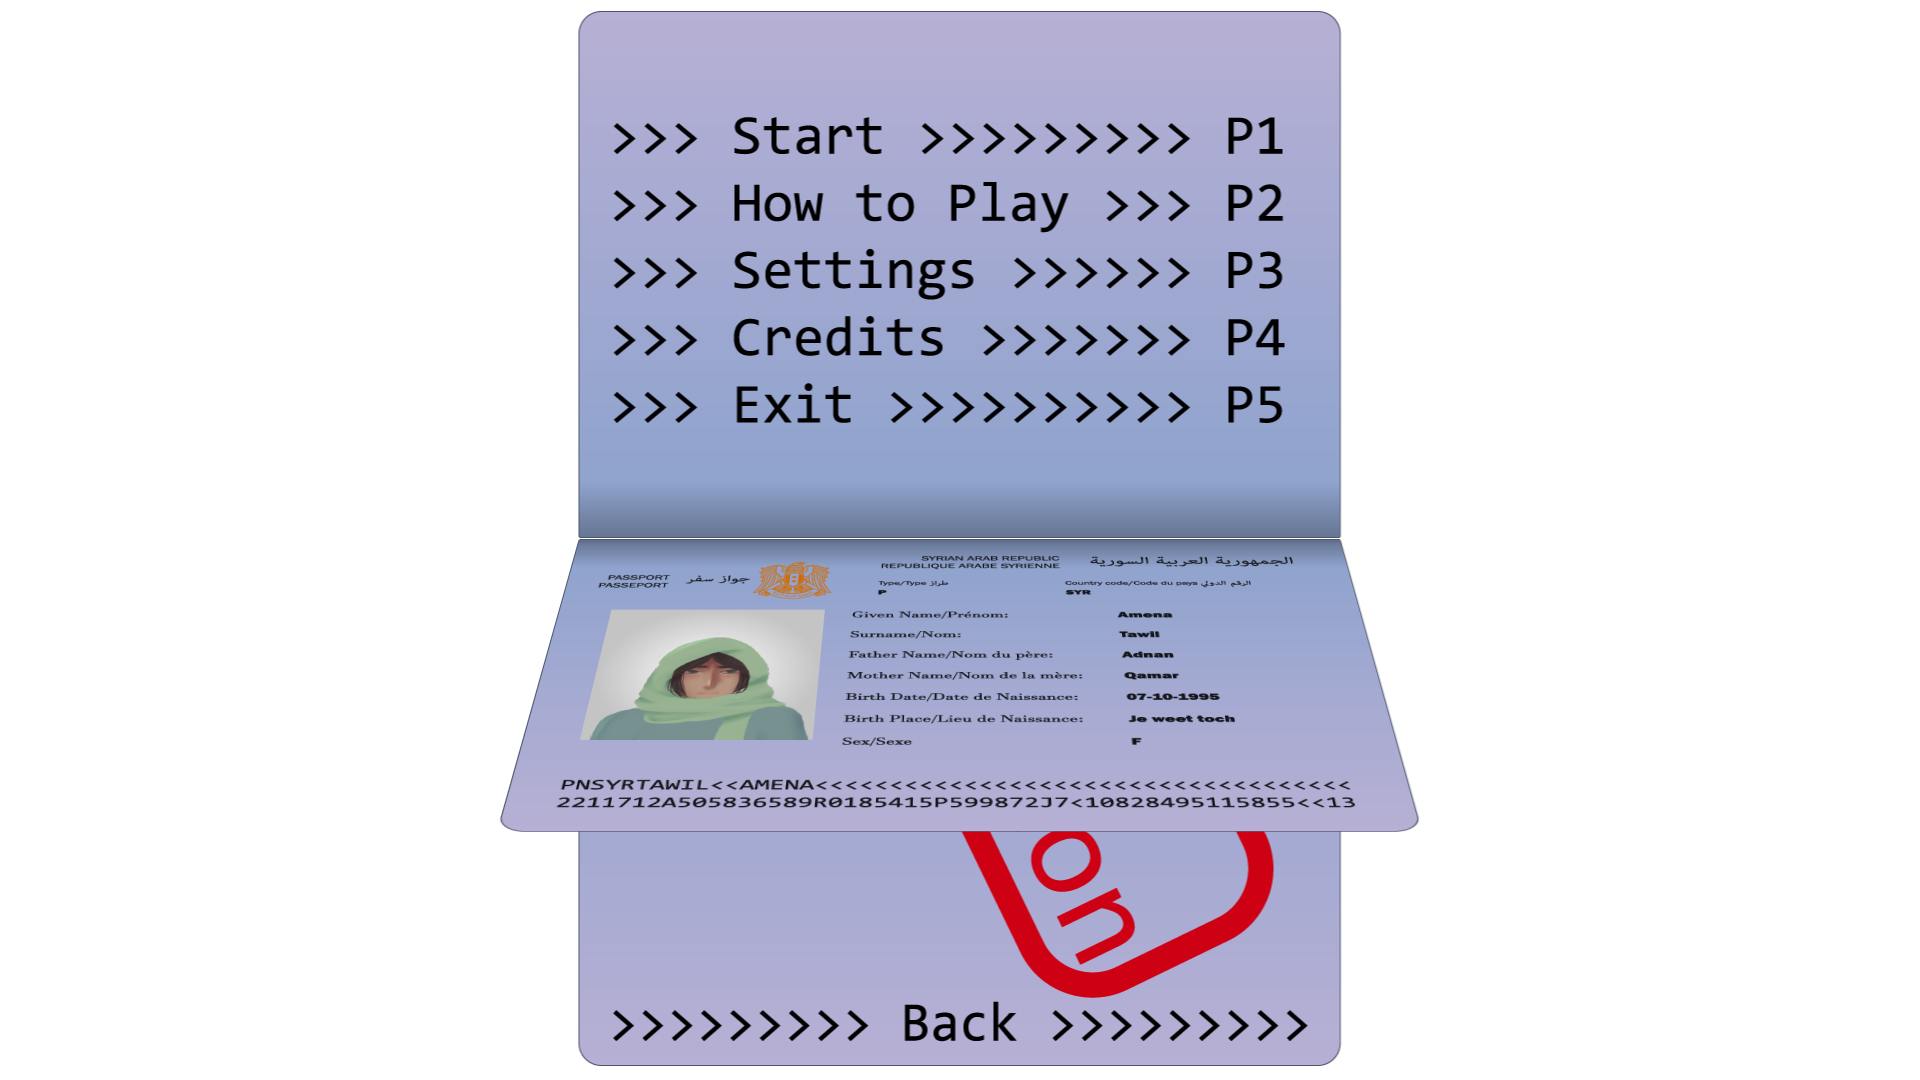 >>> Start >>>>>>>>> P1
>>> How to Play >>> P2
>>> Settings >>>>>> P3
>>> Credits >>>>>>> P4
>>> Exit >>>>>>>>>> P5
SYRIAN ARAB REPUBLIC
REPUBLIQUE ARABE SYRIENNE
الجمهورية العربية السورية
PASSPORT
PASSEPORT
جواز سفر
Type/Type طراز
P
Country code/Code du pays الرقم الدولي
SYR
Given Name/Prénom: Amena
Surname/Nom: Tawil
Father Name/Nom du père: Adnan
Mother Name/Nom de la mère: Qamar
Birth Date/Date de Naissance: 07-10-1995
Birth Place/Lieu de Naissance: Je weet toch
Sex/Sexe F
PNSYRTAWIL<<AMENA<<<<<<<<<<<<<<<<<<<<<<<<<<<<<<<<<<<<
2211712A505836589R0185415P599872J7<10828495115855<<13
on
>>>>>>>>> Back >>>>>>>>>